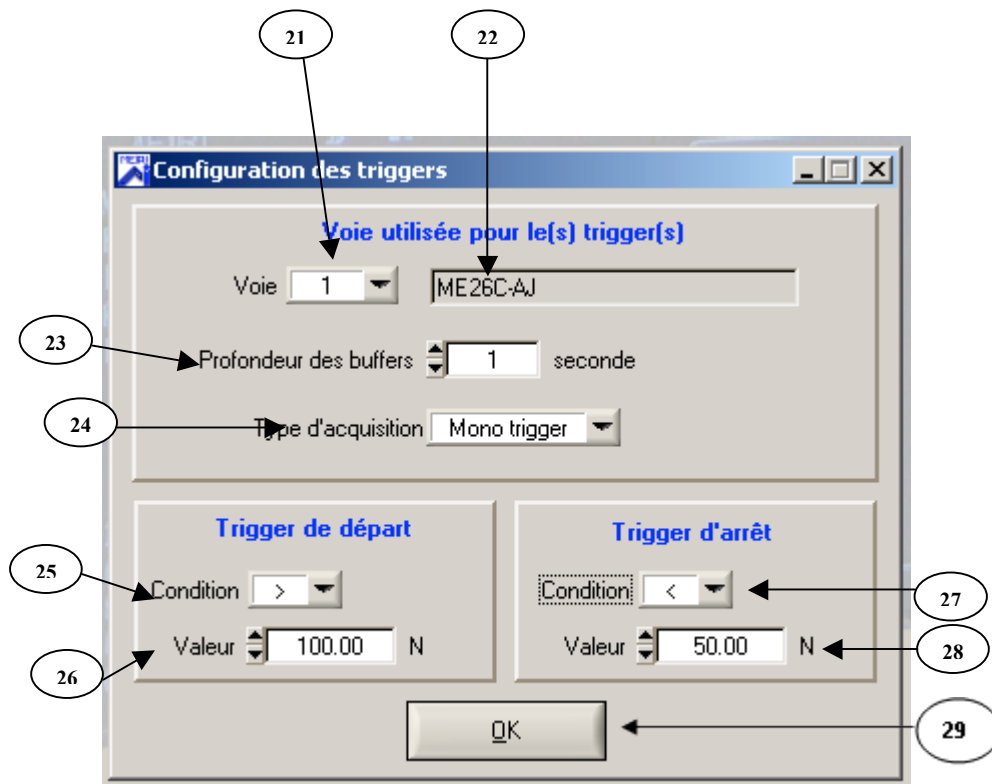 21
22
Configuration des triggers
Voie utilisée pour le(s) trigger(s)
Voie 1 ME26C-AJ
23
Profondeur des buffers 1 seconde
24
Type d'acquisition Mono trigger
Trigger de départ
Trigger d'arrêt
25
Condition >
Condition <
27
26
Valeur 100.00 N
Valeur 50.00 N
28
OK
29